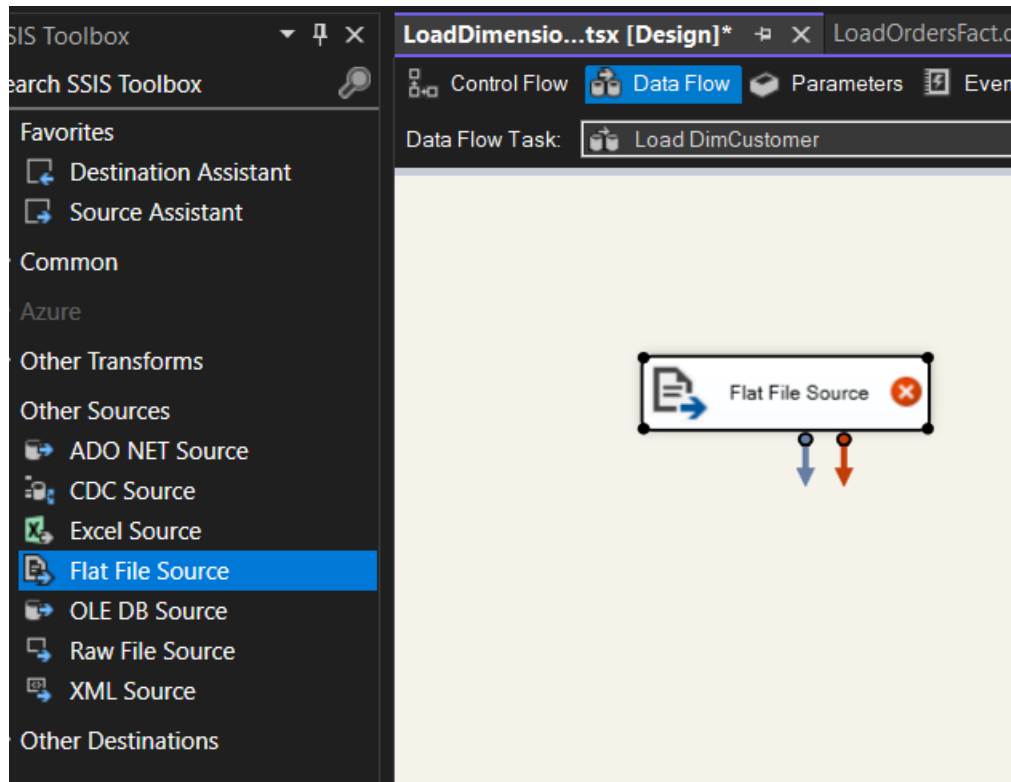 SIS Toolbox
earch SSIS Toolbox
Favorites
Destination Assistant
Source Assistant
Common
Azure
Other Transforms
Other Sources
ADO NET Source
CDC Source
Excel Source
Flat File Source
OLE DB Source
Raw File Source
XML Source
Other Destinations
LoadDimensio...tsx [Design]* LoadOrdersFact.d
Control Flow Data Flow Parameters Even
Data Flow Task: Load DimCustomer
Flat File Source